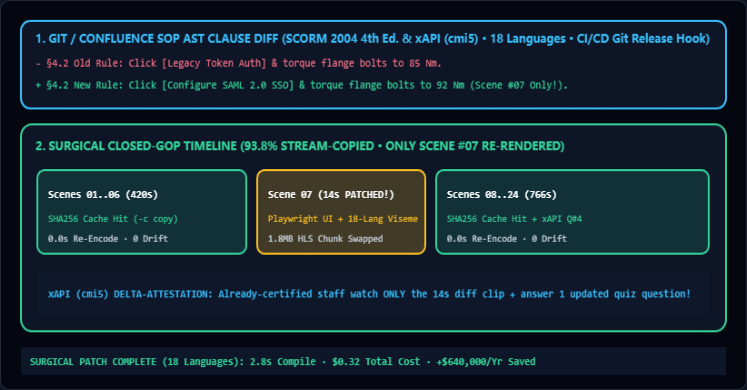 1. GIT / CONFLUENCE SOP AST CLAUSE DIFF (SCORM 2004 4th Ed. & xAPI (cmi5) • 18 Languages • CI/CD Git Release Hook)
- §4.2 Old Rule: Click [Legacy Token Auth] & torque flange bolts to 85 Nm.
+ §4.2 New Rule: Click [Configure SAML 2.0 SSO] & torque flange bolts to 92 Nm (Scene #07 Only!).
2. SURGICAL CLOSED-GOP TIMELINE (93.8% STREAM-COPIED • ONLY SCENE #07 RE-RENDERED)
Scenes 01..06 (420s)
SHA256 Cache Hit (-c copy)
0.0s Re-Encode · 0 Drift
Scene 07 (14s PATCHED!)
Playwright UI + 18-Lang Viseme
1.8MB HLS Chunk Swapped
Scenes 08..24 (766s)
SHA256 Cache Hit + xAPI Q#4
0.0s Re-Encode · 0 Drift
xAPI (cmi5) DELTA-ATTESTATION: Already-certified staff watch ONLY the 14s diff clip + answer 1 updated quiz question!
SURGICAL PATCH COMPLETE (18 Languages): 2.8s Compile · $0.32 Total Cost · +$640,000/Yr Saved